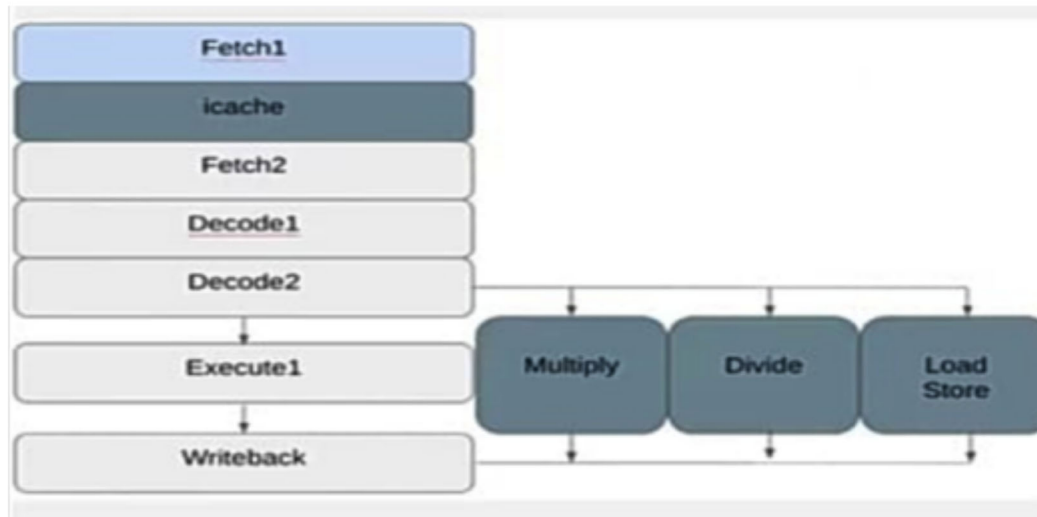 Fetch1
icache
Fetch2
Decode1
Decode2
Execute1
Multiply
Divide
Load
Store
Writeback